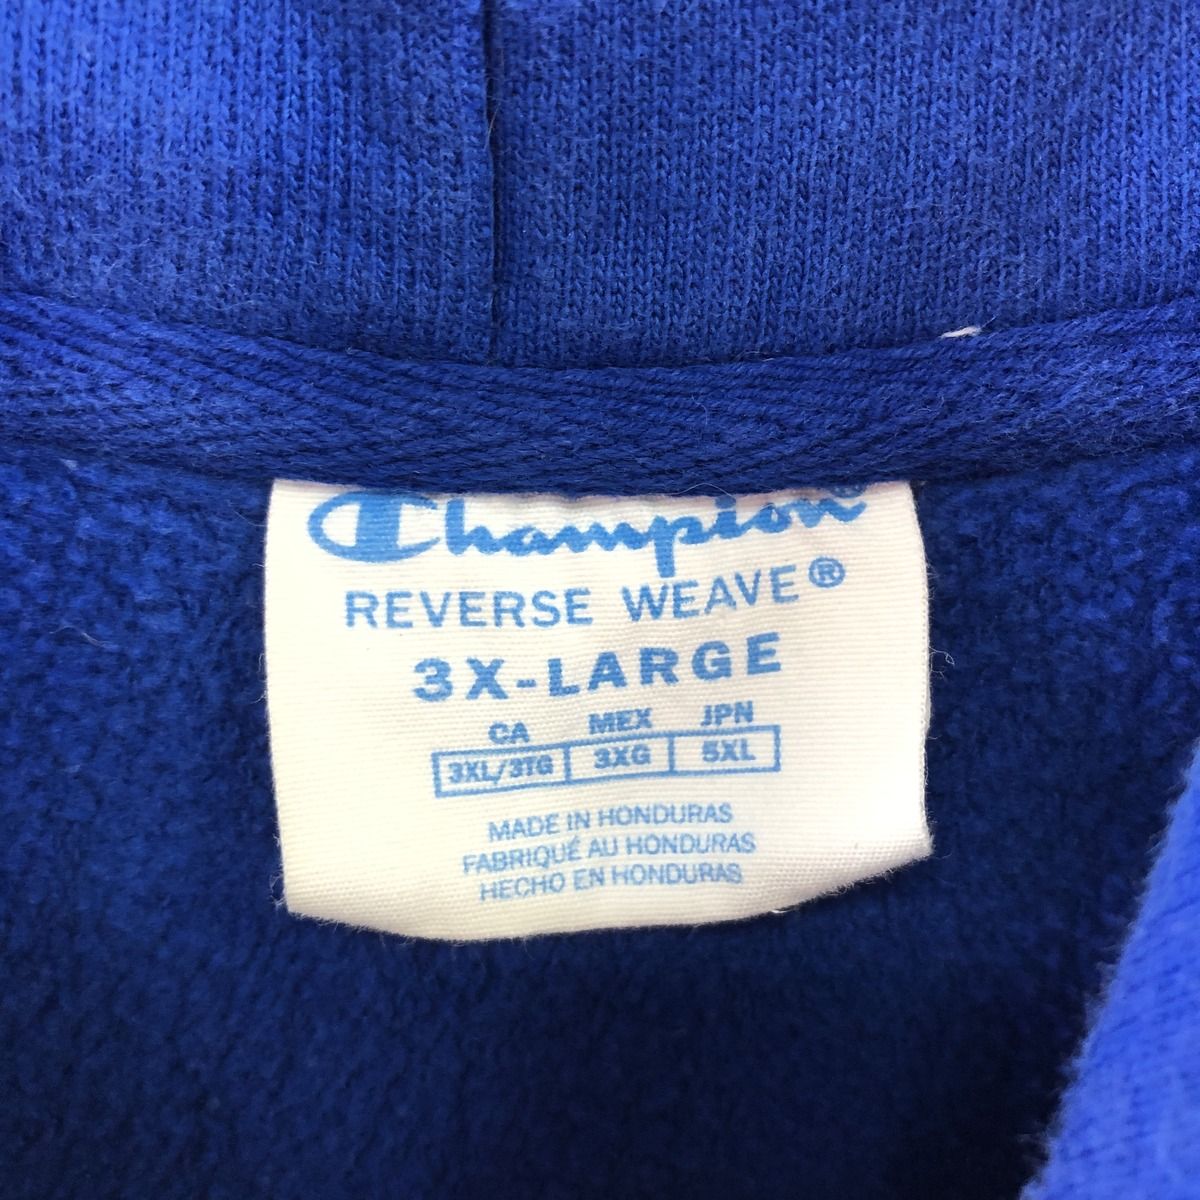 Champion®
REVERSE WEAVE®
3X-LARGE
CA MEX JPN
3XL/3TG 3XG 5XL
MADE IN HONDURAS
FABRIQUÉ AU HONDURAS
HECHO EN HONDURAS